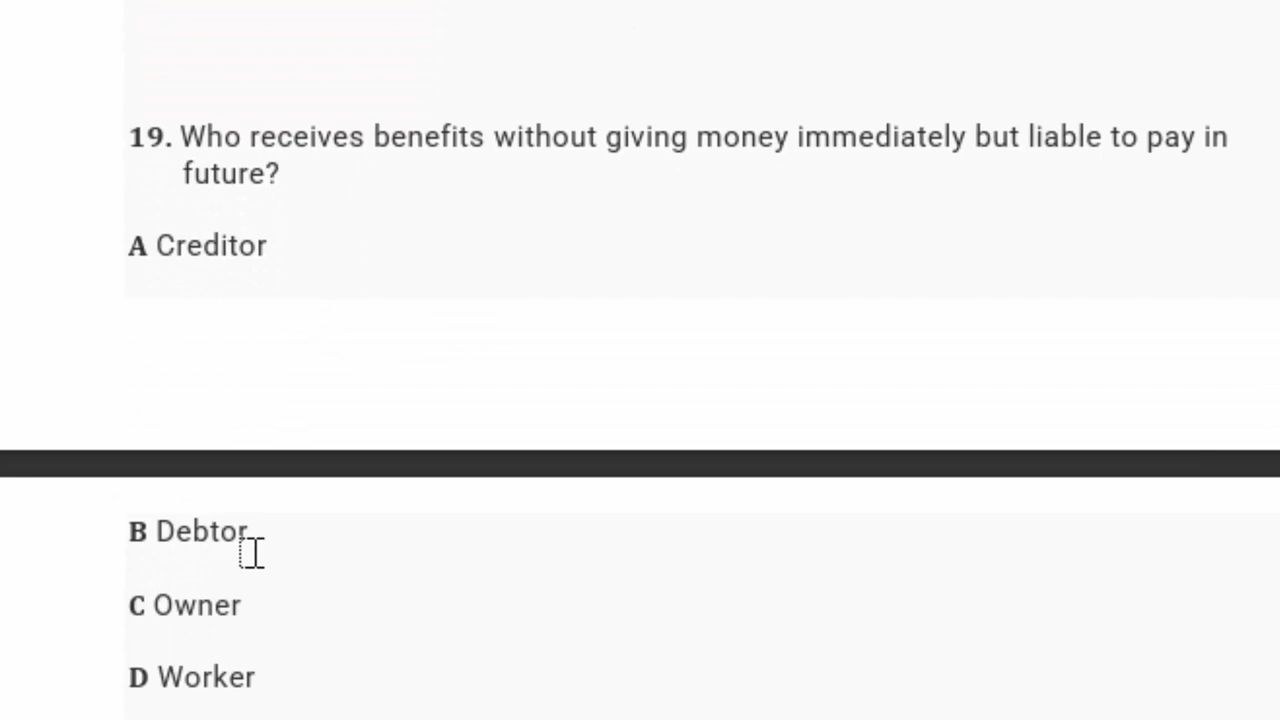 19. Who receives benefits without giving money immediately but liable to pay in
future?
A Creditor
B Debtor
C Owner
D Worker